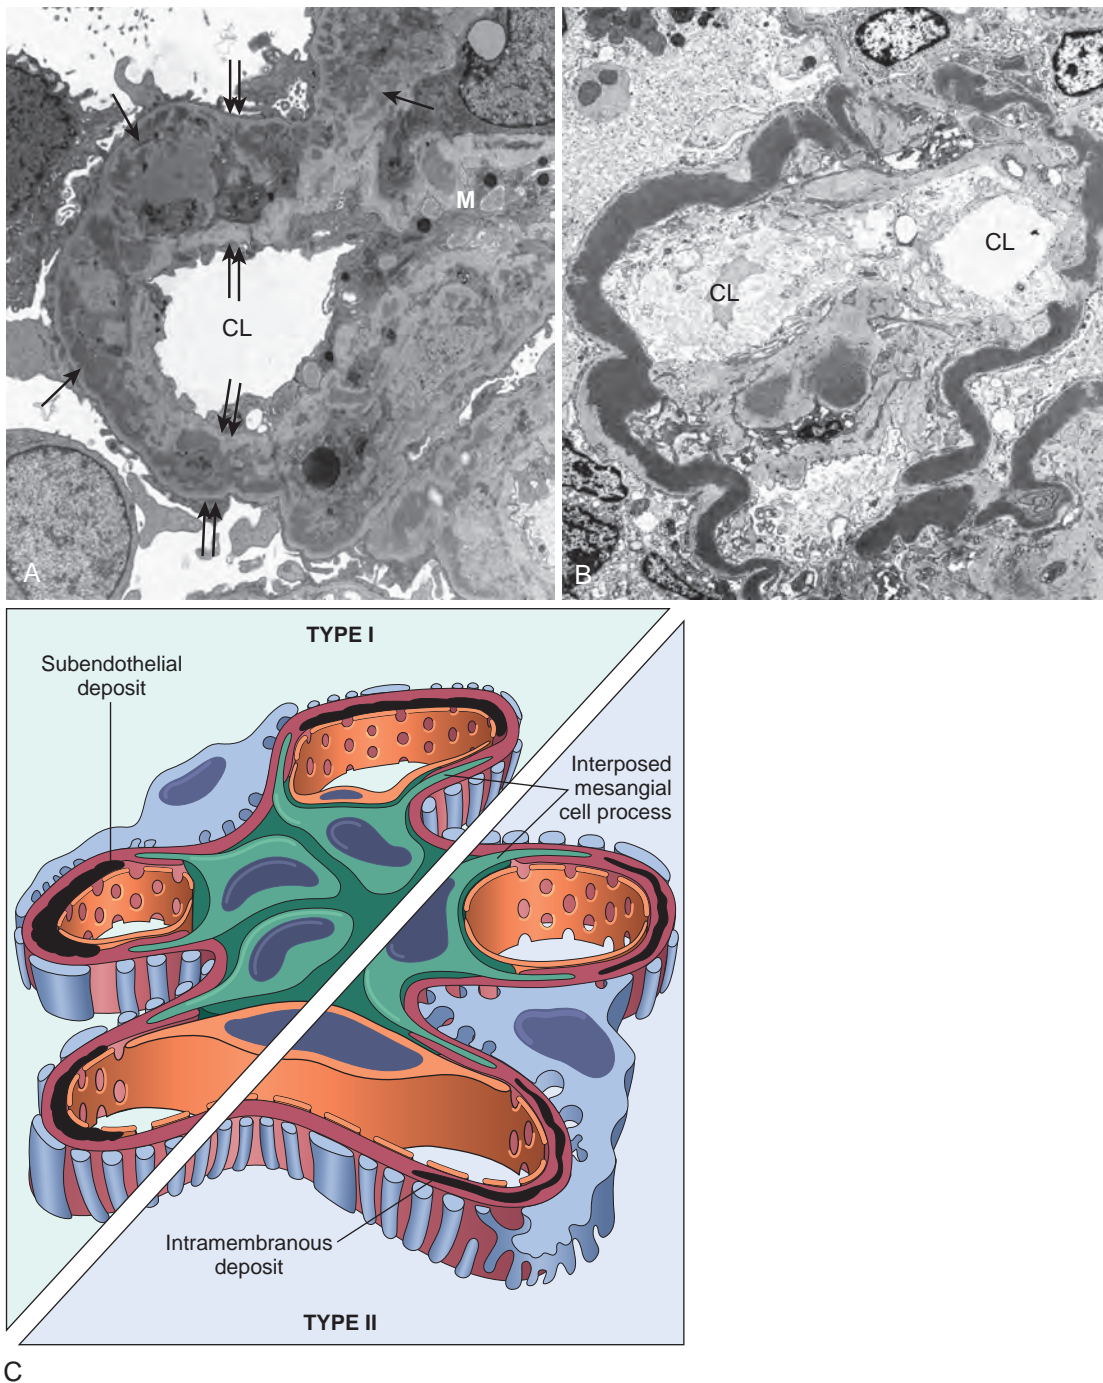 CL
M
A
CL
CL
B
TYPE I
Subendothelial
deposit
Interposed
mesangial
cell process
Intramembranous
deposit
TYPE II
C